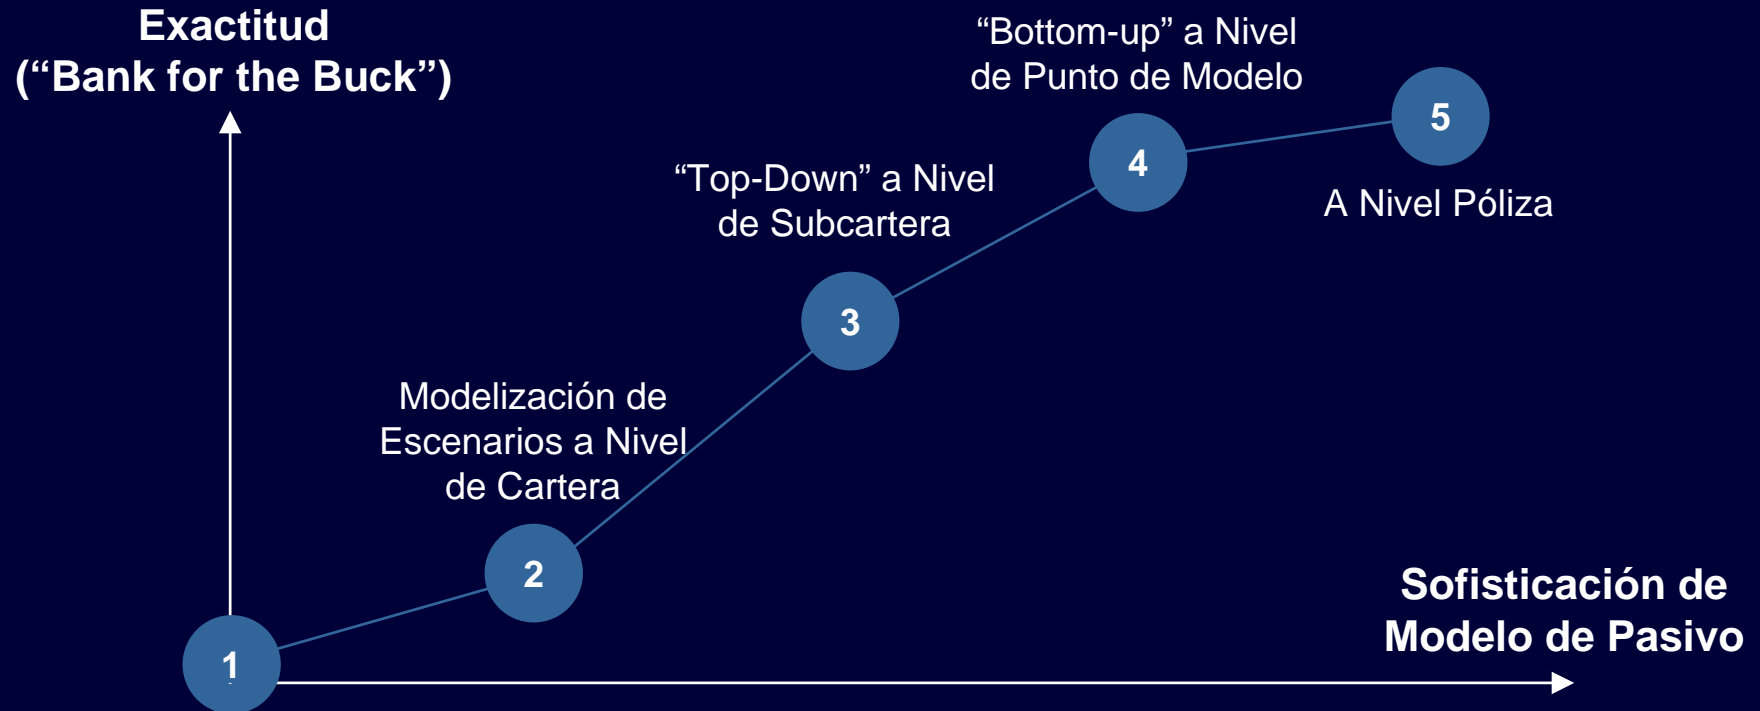 Exactitud
(“Bank for the Buck”)
“Bottom-up” a Nivel
de Punto de Modelo
5
4
A Nivel Póliza
“Top-Down” a Nivel
de Subcartera
3
Modelización de
Escenarios a Nivel
de Cartera
2
Sofisticación de
Modelo de Pasivo
1